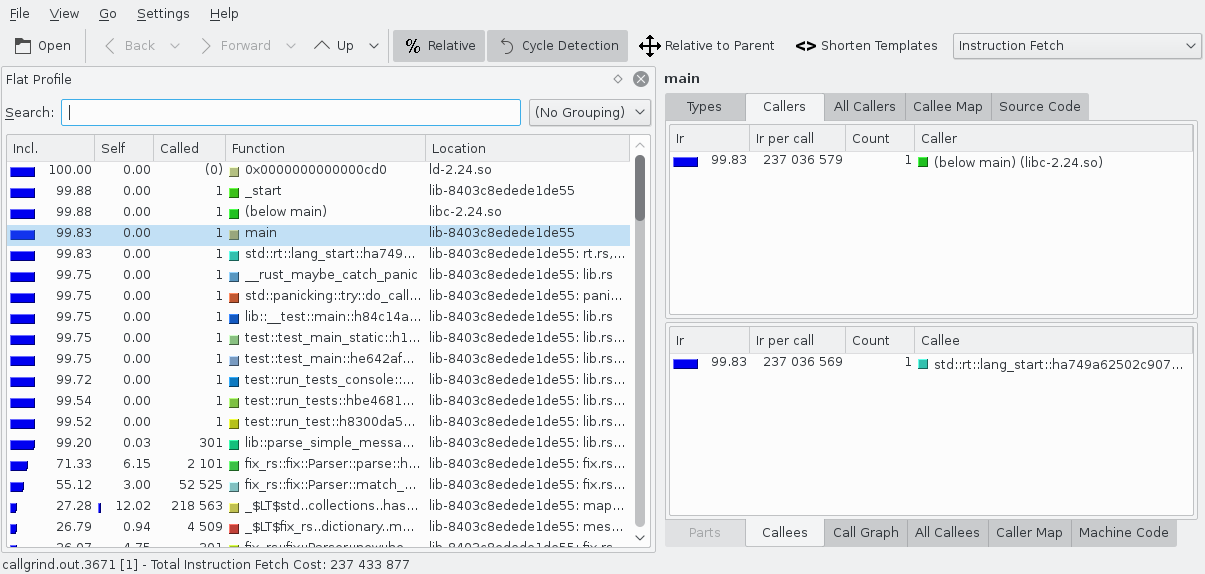 File View Go Settings Help
Open Back Forward Up % Relative Cycle Detection Relative to Parent <> Shorten Templates Instruction Fetch
Flat Profile
Search: (No Grouping)
Incl. Self Called Function Location
100.00 0.00 (0) 0x0000000000000cd0 ld-2.24.so
99.88 0.00 1 _start lib-8403c8edede1de55
99.88 0.00 1 (below main) libc-2.24.so
99.83 0.00 1 main lib-8403c8edede1de55
99.83 0.00 1 std::rt::lang_start::ha749... lib-8403c8edede1de55: rt.rs,...
99.75 0.00 1 __rust_maybe_catch_panic lib-8403c8edede1de55: lib.rs
99.75 0.00 1 std::panicking::try::do_call... lib-8403c8edede1de55: pani...
99.75 0.00 1 lib::__test::main::h84c14a... lib-8403c8edede1de55: lib.rs
99.75 0.00 1 test::test_main_static::h1... lib-8403c8edede1de55: lib.rs...
99.75 0.00 1 test::test_main::he642af... lib-8403c8edede1de55: lib.rs...
99.72 0.00 1 test::run_tests_console::... lib-8403c8edede1de55: lib.rs...
99.54 0.00 1 test::run_tests::hbe4681... lib-8403c8edede1de55: lib.rs...
99.52 0.00 1 test::run_test::h8300da5... lib-8403c8edede1de55: lib.rs...
99.20 0.03 301 lib::parse_simple_messa... lib-8403c8edede1de55: lib.rs...
71.33 6.15 2 101 fix_rs::fix::Parser::parse::h... lib-8403c8edede1de55: fix.rs...
55.12 3.00 52 525 fix_rs::fix::Parser::match_... lib-8403c8edede1de55: fix.rs...
27.28 12.02 218 563 _$LT$std..collections..has... lib-8403c8edede1de55: map...
26.79 0.94 4 509 _$LT$fix_rs..dictionary..m... lib-8403c8edede1de55: mes...
main
Types Callers All Callers Callee Map Source Code
Ir Ir per call Count Caller
99.83 237 036 579 1 (below main) (libc-2.24.so)
Ir Ir per call Count Callee
99.83 237 036 569 1 std::rt::lang_start::ha749a62502c907...
Parts Callees Call Graph All Callees Caller Map Machine Code
callgrind.out.3671 [1] - Total Instruction Fetch Cost: 237 433 877